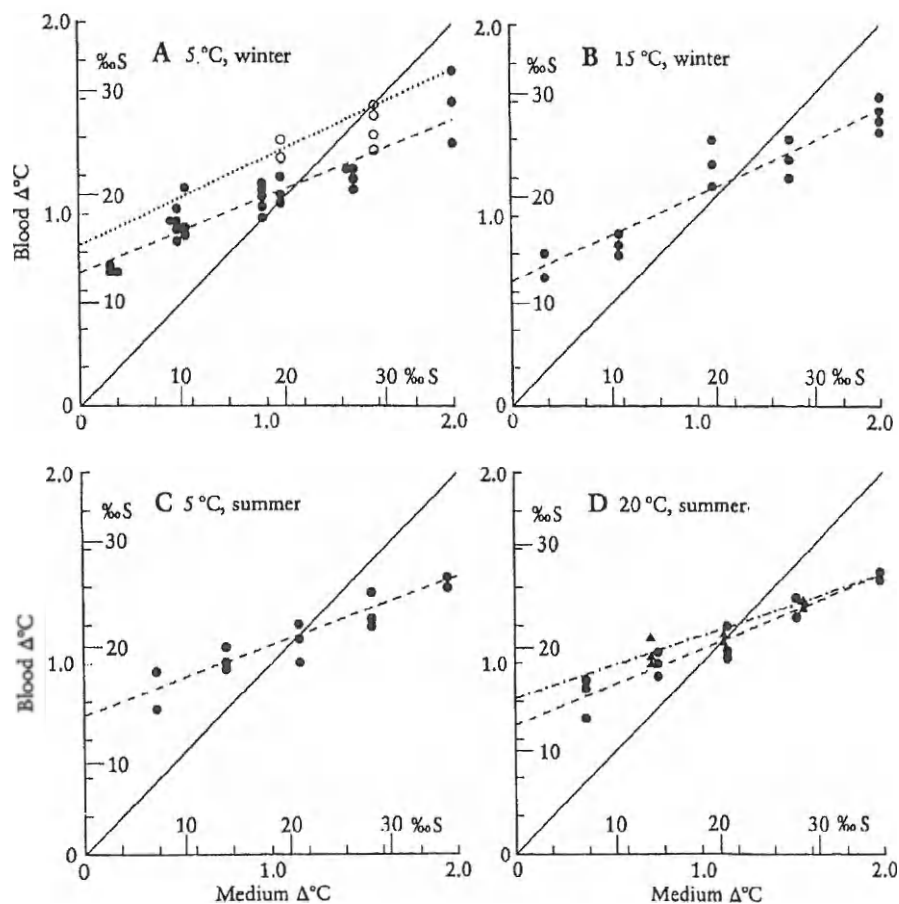 2.0 2.0
A 5.°C, winter B 15 °C, winter
‰S ‰S
30 30
20 20
Blood Δ°C
1.0 1.0
10 10
10 20 30 ‰S 10 20 30 ‰S
0 0
0 1.0 2.0 0 1.0 2.0
2.0 2.0
C 5 °C, summer D 20 °C, summer
‰S ‰S
30 30
20 20
Blood Δ°C
1.0 1.0
10 10
10 20 30 ‰S 10 20 30 ‰S
0 0
0 1.0 2.0 0 1.0 2.0
Medium Δ°C Medium Δ°C